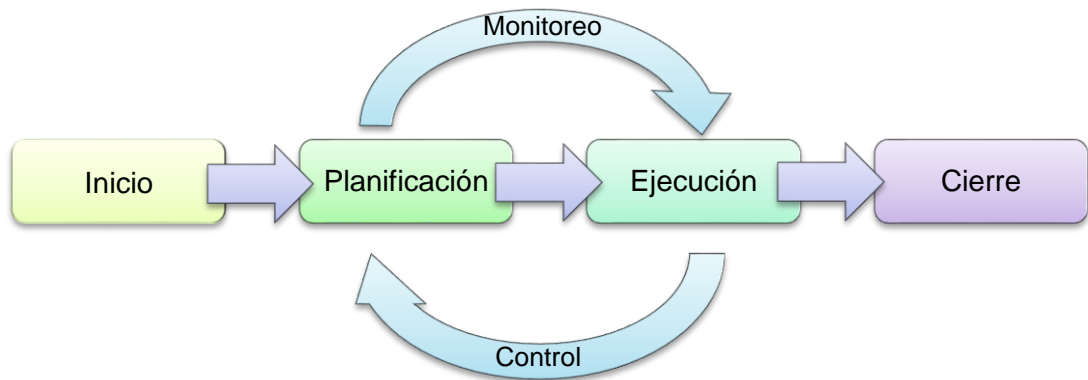 Monitoreo
Inicio
Planificación
Ejecución
Cierre
Control